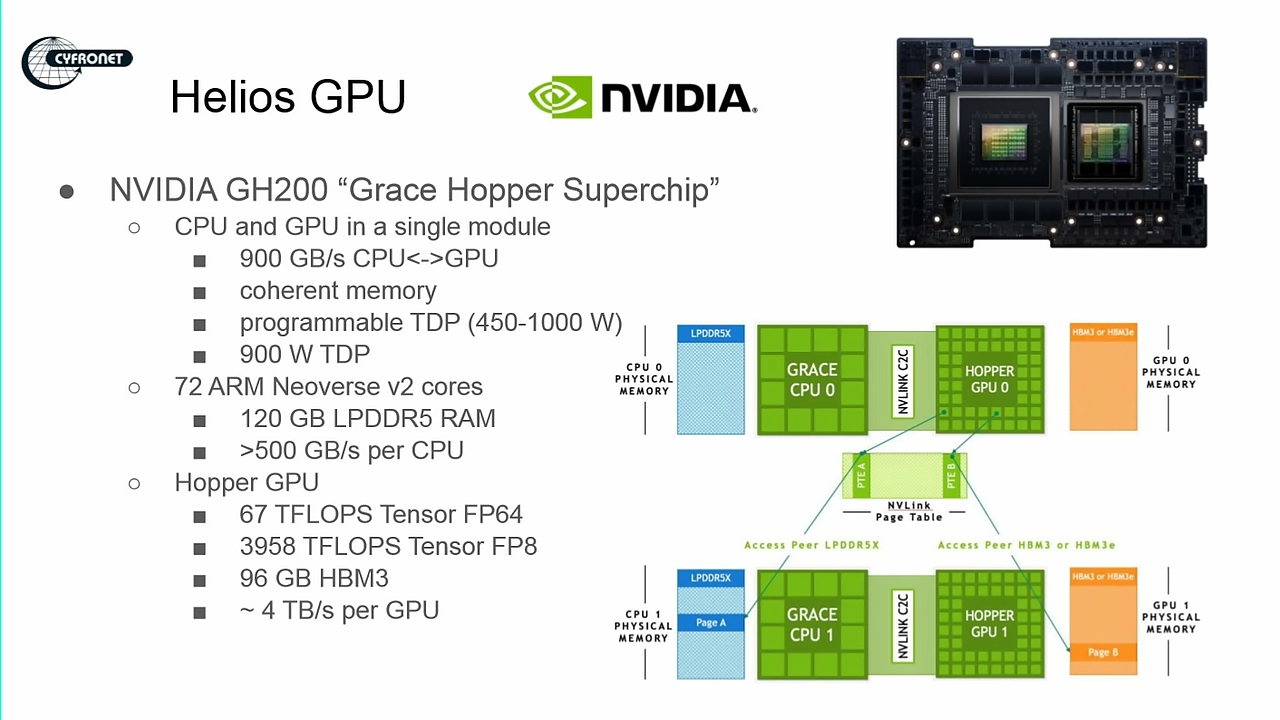 CYFRONET
Helios GPU
NVIDIA.
● NVIDIA GH200 “Grace Hopper Superchip”
○ CPU and GPU in a single module
■ 900 GB/s CPU<->GPU
■ coherent memory
■ programmable TDP (450-1000 W)
■ 900 W TDP
○ 72 ARM Neoverse v2 cores
■ 120 GB LPDDR5 RAM
■ >500 GB/s per CPU
○ Hopper GPU
■ 67 TFLOPS Tensor FP64
■ 3958 TFLOPS Tensor FP8
■ 96 GB HBM3
■ ~ 4 TB/s per GPU
CPU 0
PHYSICAL
MEMORY
LPDDR5X
GRACE
CPU 0
NVLINK C2C
HOPPER
GPU 0
HBM3 or HBM3e
GPU 0
PHYSICAL
MEMORY
PTE A
PTE B
NVLink
Page Table
Access Peer LPDDR5X
Access Peer HBM3 or HBM3e
CPU 1
PHYSICAL
MEMORY
LPDDR5X
Page A
GRACE
CPU 1
NVLINK C2C
HOPPER
GPU 1
HBM3 or HBM3e
Page B
GPU 1
PHYSICAL
MEMORY